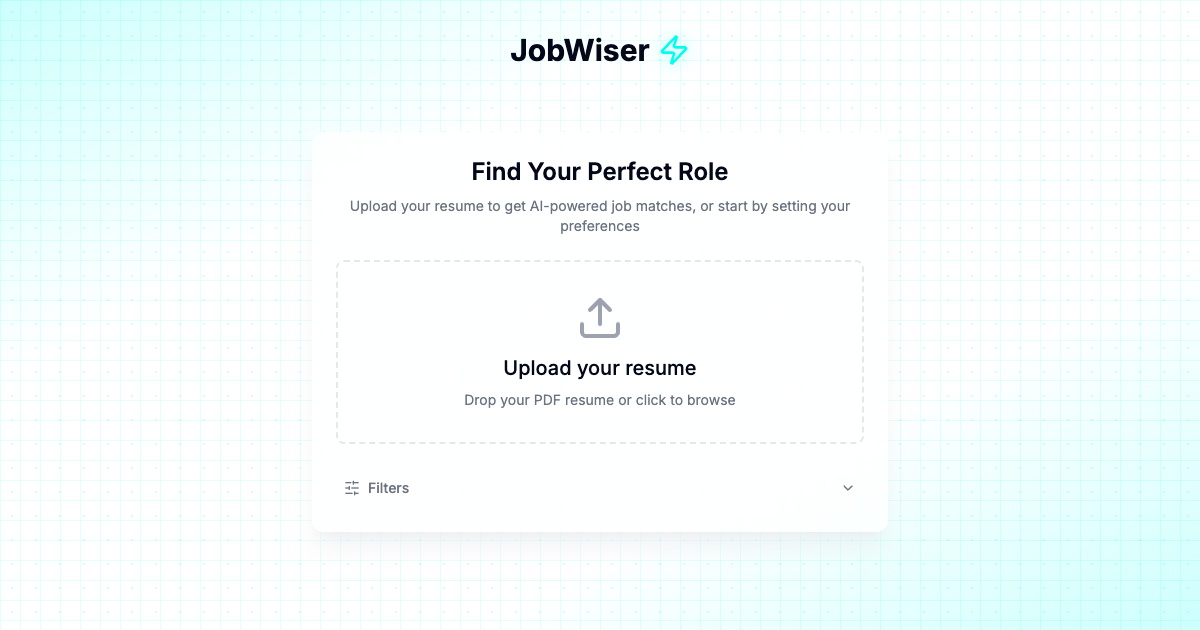 JobWiser
Find Your Perfect Role
Upload your resume to get AI-powered job matches, or start by setting your
preferences
Upload your resume
Drop your PDF resume or click to browse
Filters